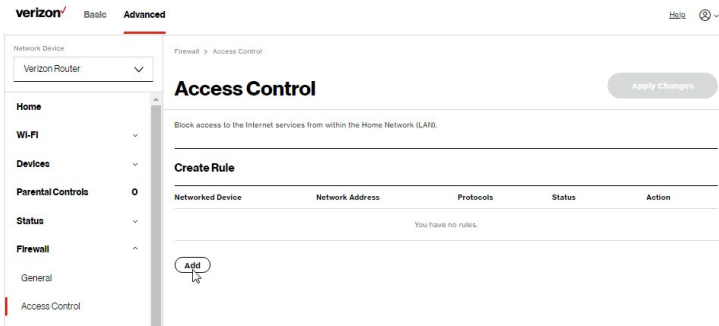 verizon Basic Advanced Help
Network Device
Verizon Router
Firewall > Access Control
Access Control
Apply Changes
Home
Block access to the Internet services from within the Home Network (LAN).
Wi-Fi
Devices
Create Rule
Parental Controls 0
Networked Device Network Address Protocols Status Action
Status
You have no rules.
Firewall
Add
General
Access Control